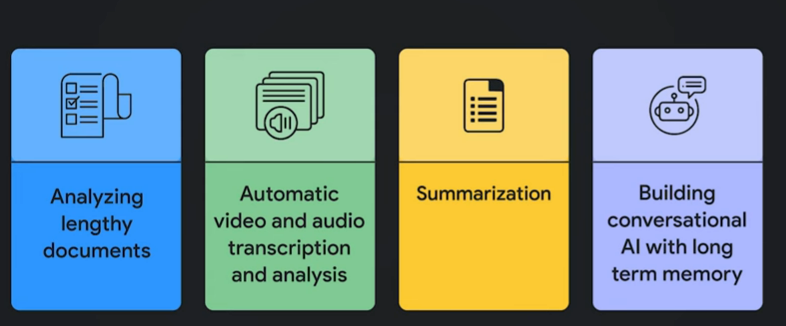 Analyzing
lengthy
documents
Automatic
video and audio
transcription
and analysis
Summarization
Building
conversational
AI with long
term memory